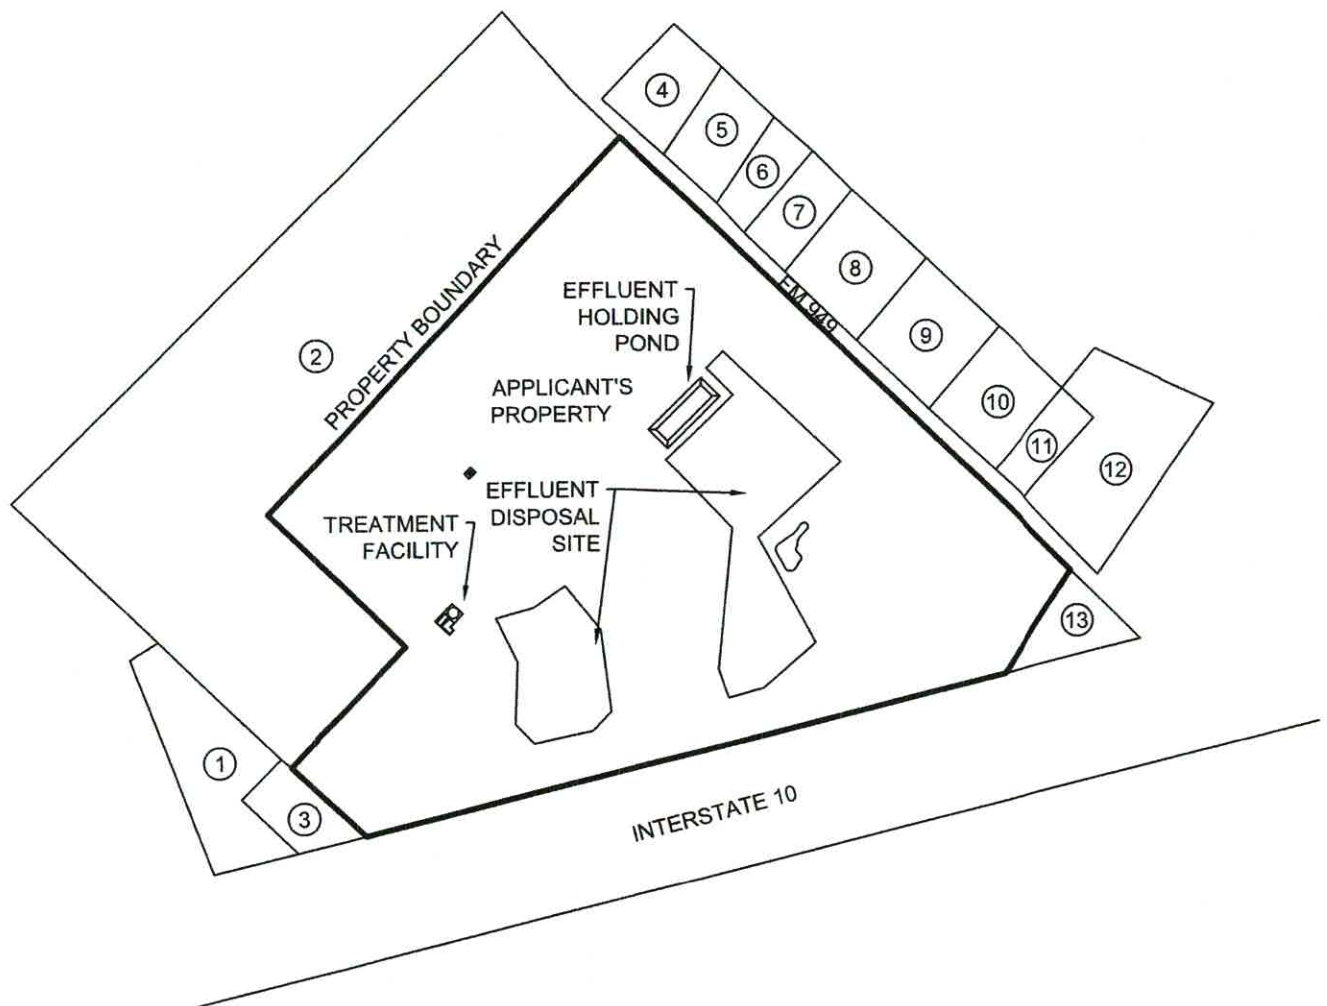 4
5
6
7
8
9
10
11
12
13
2
1
3
PROPERTY BOUNDARY
FM 949
EFFLUENT
HOLDING
POND
APPLICANT'S
PROPERTY
EFFLUENT
DISPOSAL
SITE
TREATMENT
FACILITY
INTERSTATE 10